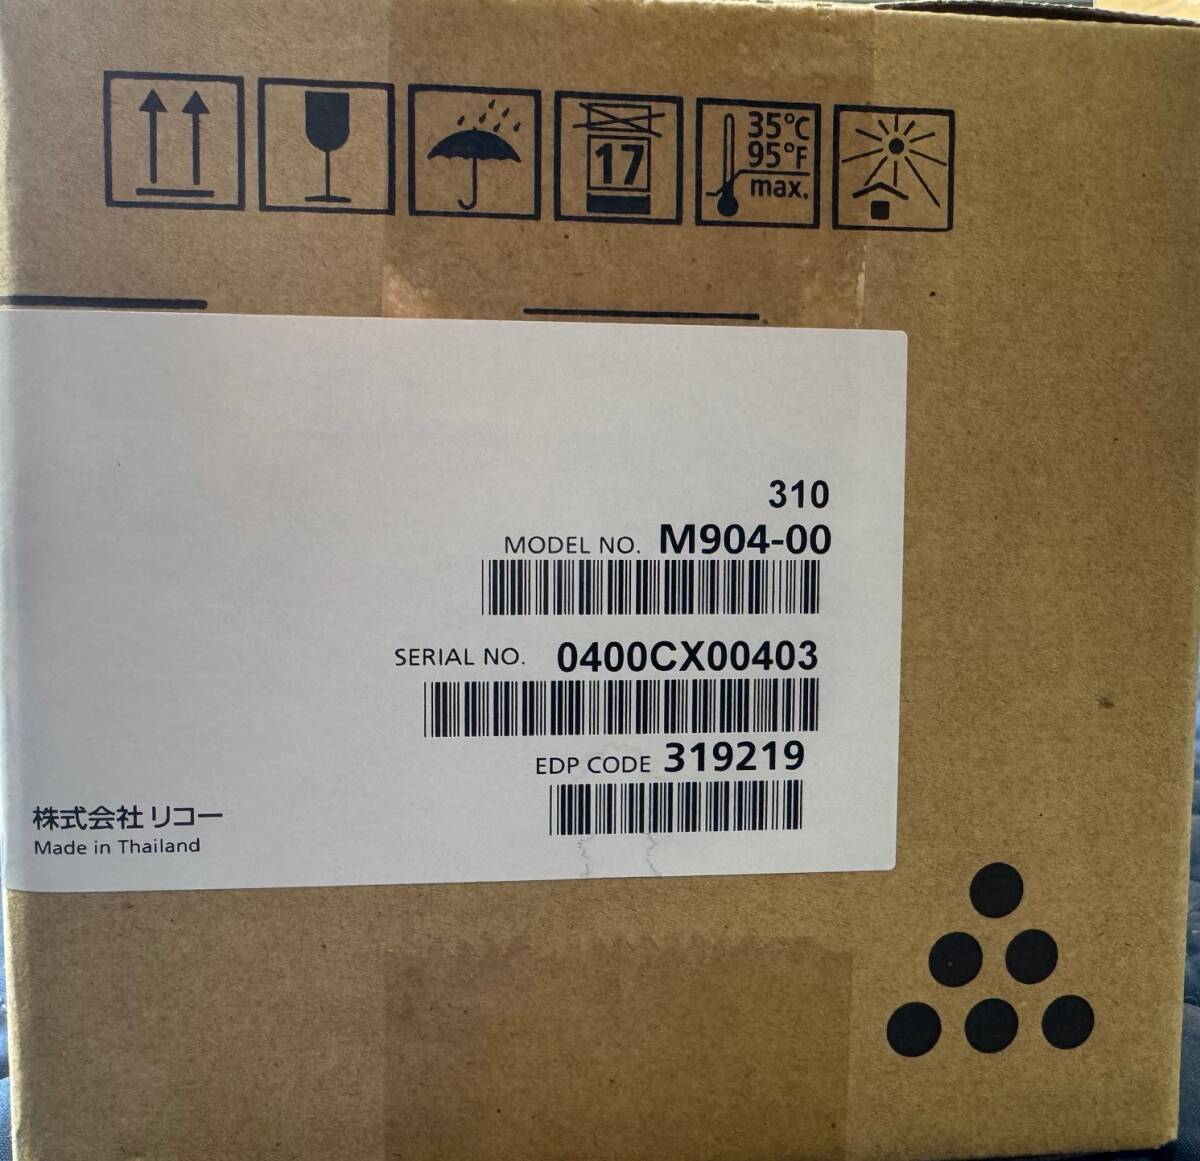 17
35°C
95°F
max.
310
MODEL NO. M904-00
SERIAL NO. 0400CX00403
EDP CODE 319219
株式会社 リコー
Made in Thailand